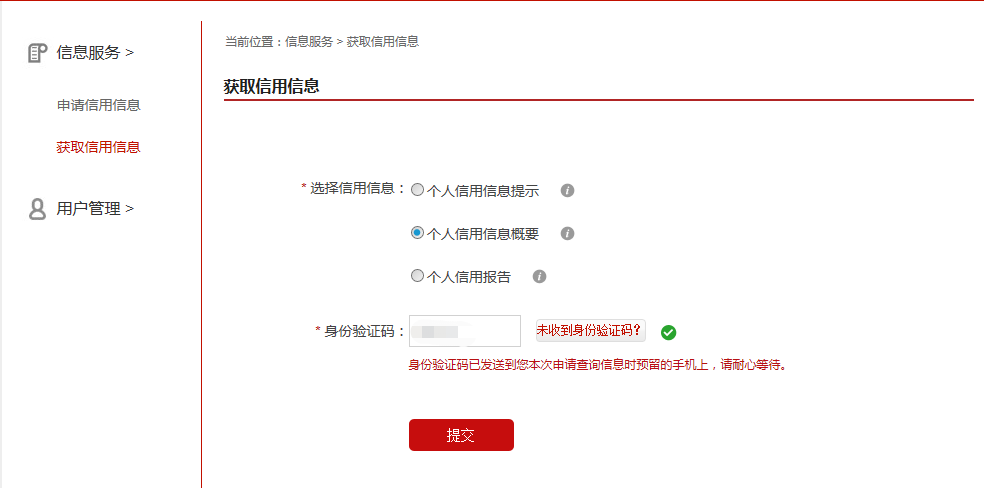 信息服务 >
申请信用信息
获取信用信息
用户管理 >
当前位置：信息服务 > 获取信用信息
获取信用信息
* 选择信用信息： 个人信用信息提示 i
个人信用信息概要 i
个人信用报告 i
* 身份验证码： 未收到身份验证码？
身份验证码已发送到您本次申请查询信息时预留的手机上，请耐心等待。
提交